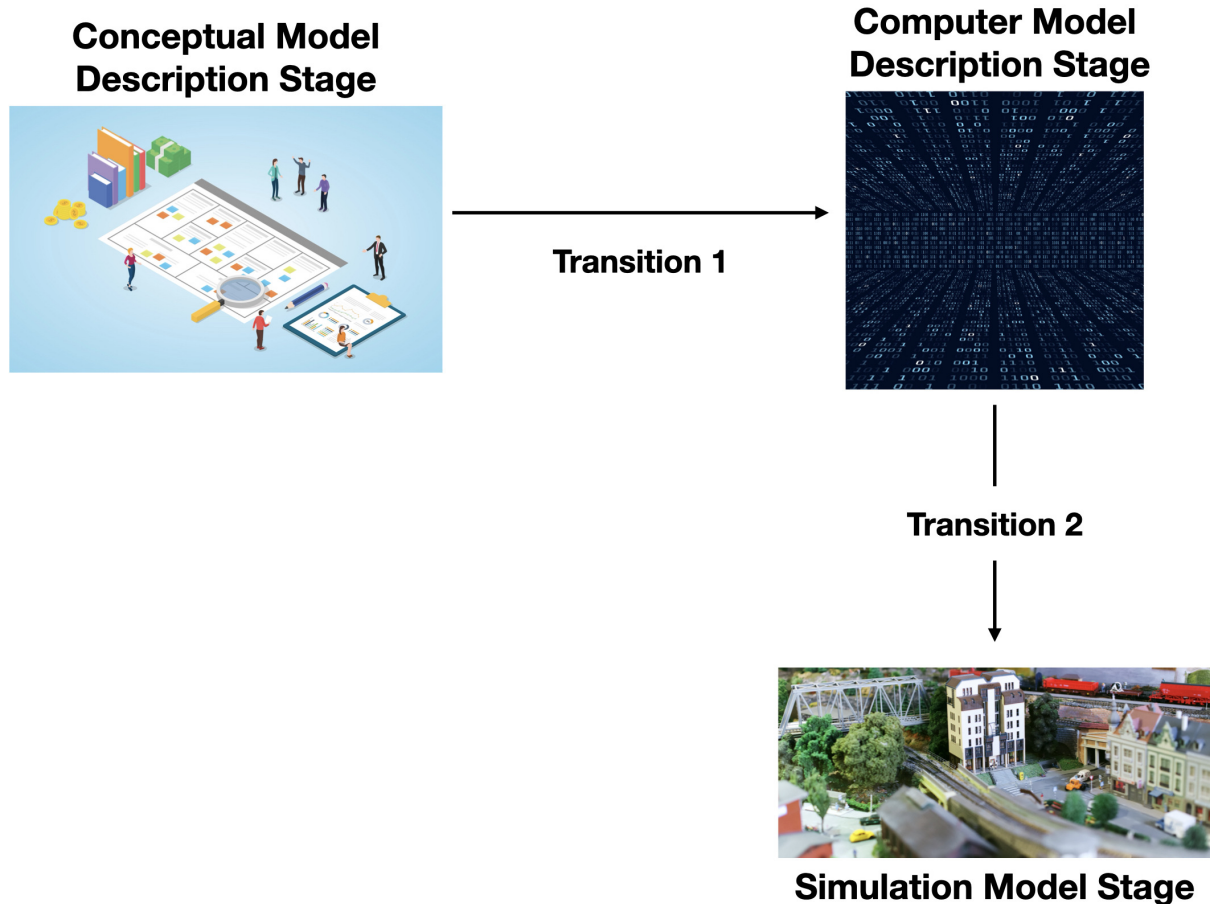 Conceptual Model
Description Stage
Computer Model
Description Stage
Transition 1
Transition 2
Simulation Model Stage